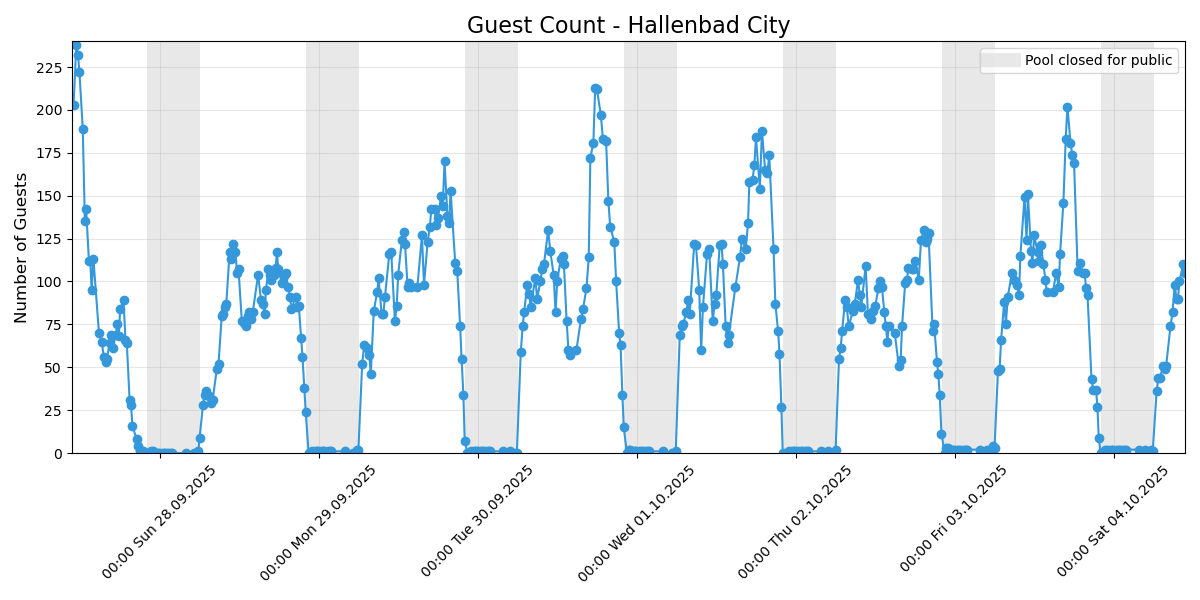 Guest Count - Hallenbad City
Pool closed for public
Number of Guests
225
200
175
150
125
100
75
50
25
0
00:00 Sun 28.09.2025
00:00 Mon 29.09.2025
00:00 Tue 30.09.2025
00:00 Wed 01.10.2025
00:00 Thu 02.10.2025
00:00 Fri 03.10.2025
00:00 Sat 04.10.2025